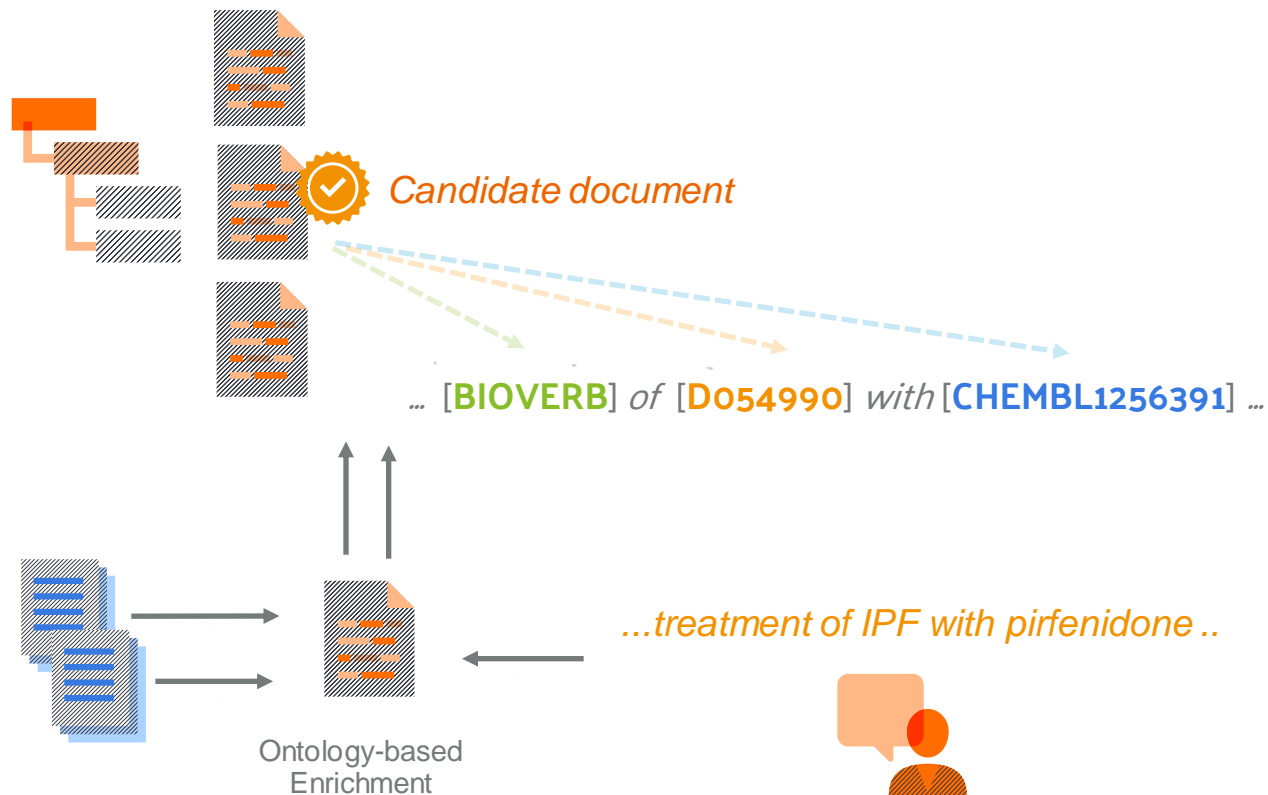 Candidate document
... [BIOVERB] of [D054990] with [CHEMBL1256391] ...
...treatment of IPF with pirfenidone ..
Ontology-based
Enrichment